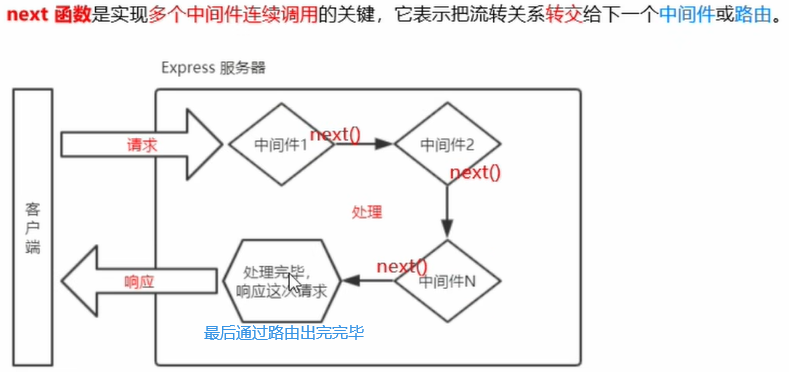 next 函数是实现多个中间件连续调用的关键，它表示把流转关系转交给下一个中间件或路由。
Express 服务器
客户端
请求
中间件1
next()
中间件2
next()
处理
next()
中间件N
处理完毕，
响应这次请求
响应
最后通过路由出完完毕